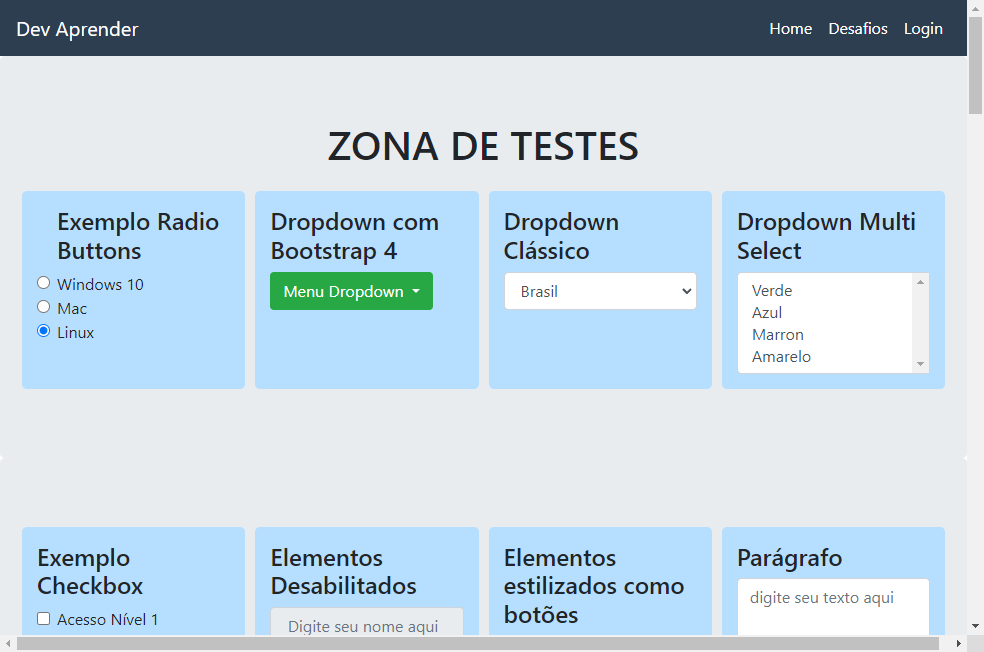 Dev Aprender
Home Desafios Login
ZONA DE TESTES
Exemplo Radio
Buttons
Windows 10
Mac
Linux
Dropdown com
Bootstrap 4
Menu Dropdown
Dropdown
Clássico
Brasil
Dropdown Multi
Select
Verde
Azul
Marron
Amarelo
Exemplo
Checkbox
Acesso Nível 1
Elementos
Desabilitados
Digite seu nome aqui
Elementos
estilizados como
botões
Parágrafo
digite seu texto aqui